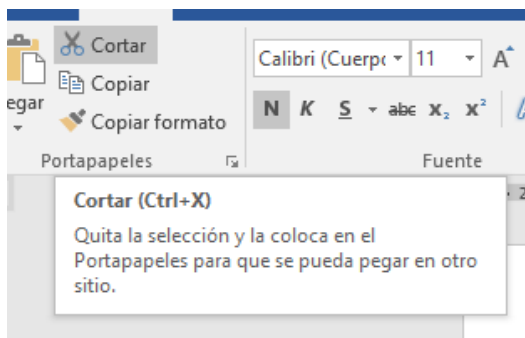 Cortar
Copiar
egar
Copiar formato
Portapapeles
Calibri (Cuerpo 11 A
N K S abc x₂ x²
Fuente
2
Cortar (Ctrl+X)
Quita la selección y la coloca en el
Portapapeles para que se pueda pegar en otro
sitio.